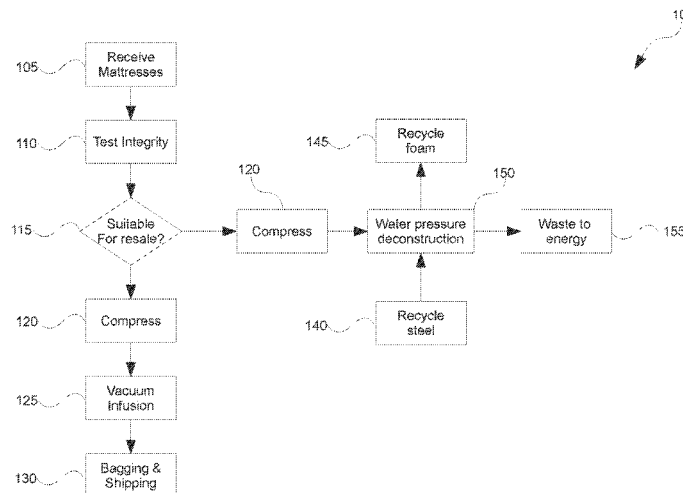 10
105
Receive
Mattresses
110
Test Integrity
115
Suitable
For resale?
120
Compress
145
Recycle
foam
150
Water pressure
deconstruction
Waste to
energy
155
120
Compress
140
Recycle
steel
125
Vacuum
Infusion
130
Bagging &
Shipping